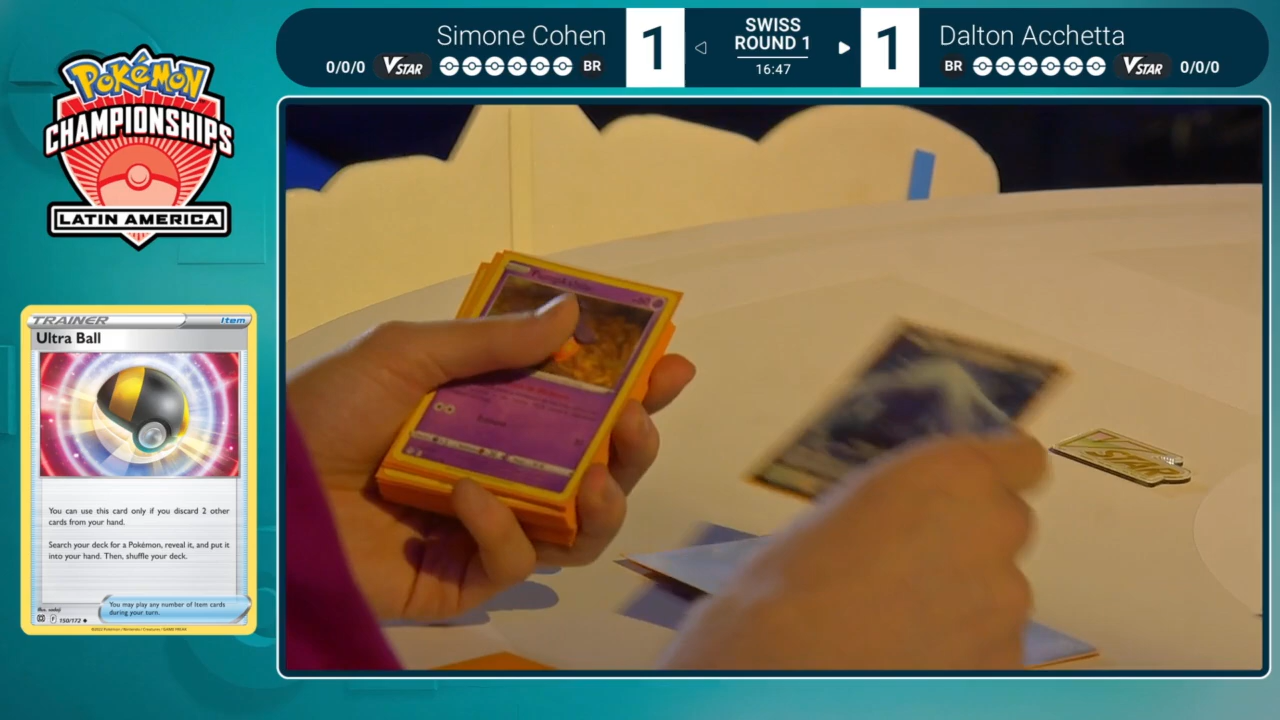 Simone Cohen
0/0/0 VSTAR BR
1
SWISS
ROUND 1
16:47
1
Dalton Acchetta
BR VSTAR 0/0/0
Pokémon
CHAMPIONSHIPS
LATIN AMERICA
TRAINER Item
Ultra Ball
You can use this card only if you discard 2 other
cards from your hand.
Search your deck for a Pokémon, reveal it, and put it
into your hand. Then, shuffle your deck.
You may play any number of Item cards
during your turn.
F 150/172
VSTAR